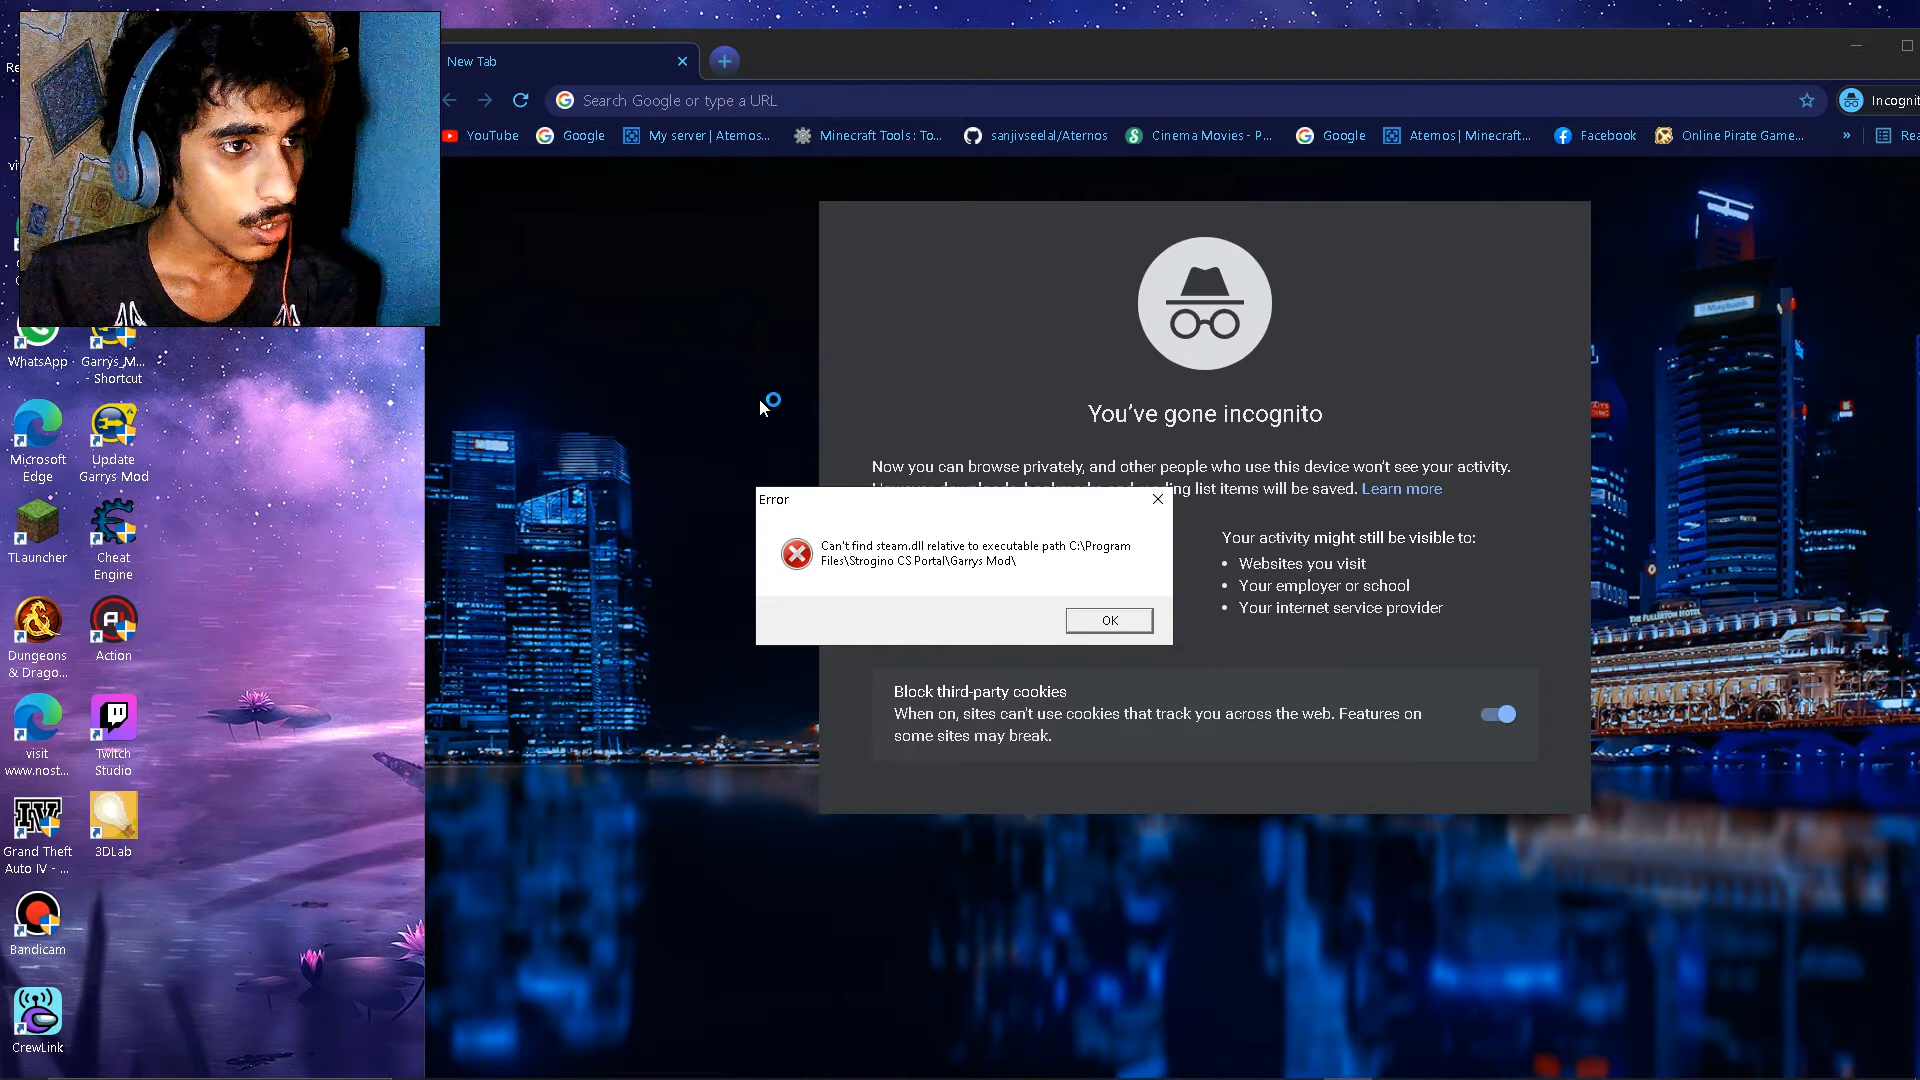 New Tab
Search Google or type a URL
Incognit
YouTube
Google
My server | Aternos...
Minecraft Tools : To...
sanjivseelal/Aternos
Cinema Movies - P...
Google
Aternos | Minecraft...
Facebook
Online Pirate Game...
»
Rea
Re
You've gone incognito
Now you can browse privately, and other people who use this device won't see your activity.
ng list items will be saved. Learn more
Your activity might still be visible to:
• Websites you visit
• Your employer or school
• Your internet service provider
Error
Can't find steam.dll relative to executable path C:\Program
Files\Strogino CS Portal\Garrys Mod\
OK
Block third-party cookies
When on, sites can't use cookies that track you across the web. Features on
some sites may break.
WhatsApp
Garrys_M...
- Shortcut
Microsoft
Edge
Update
Garrys Mod
TLauncher
Cheat
Engine
Dungeons
& Drago...
Action
visit
www.nost...
Twitch
Studio
Grand Theft
Auto IV - ...
3DLab
Bandicam
CrewLink
THE FULLERTON HOTEL